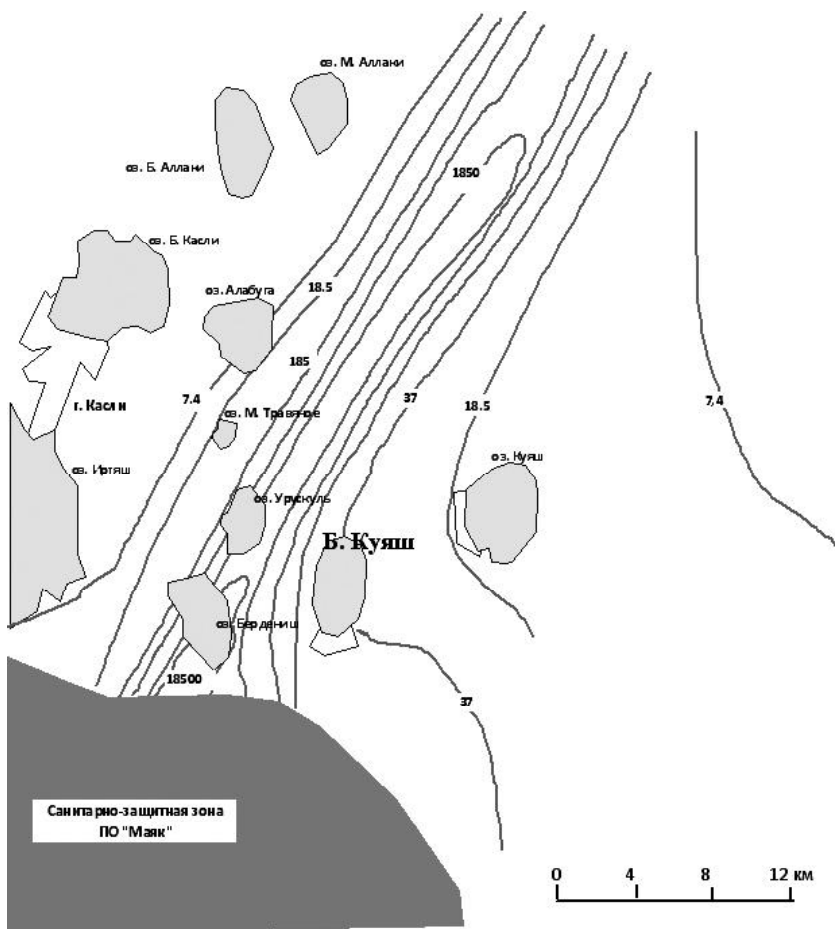 оз. М. Аллаки
оз. Б. Аллаки
1850
оз. Б. Касли
оз. Алабуга
18.5
185
7.4
37
18.5
7,4
г. Касли
оз. М. Травяное
оз. Иртяш
оз. Куяш
оз. Урускуль
Б. Куяш
оз. Бердениш
18500
37
Санитарно-защитная зона
ПО "Маяк"
0 4 8 12 км